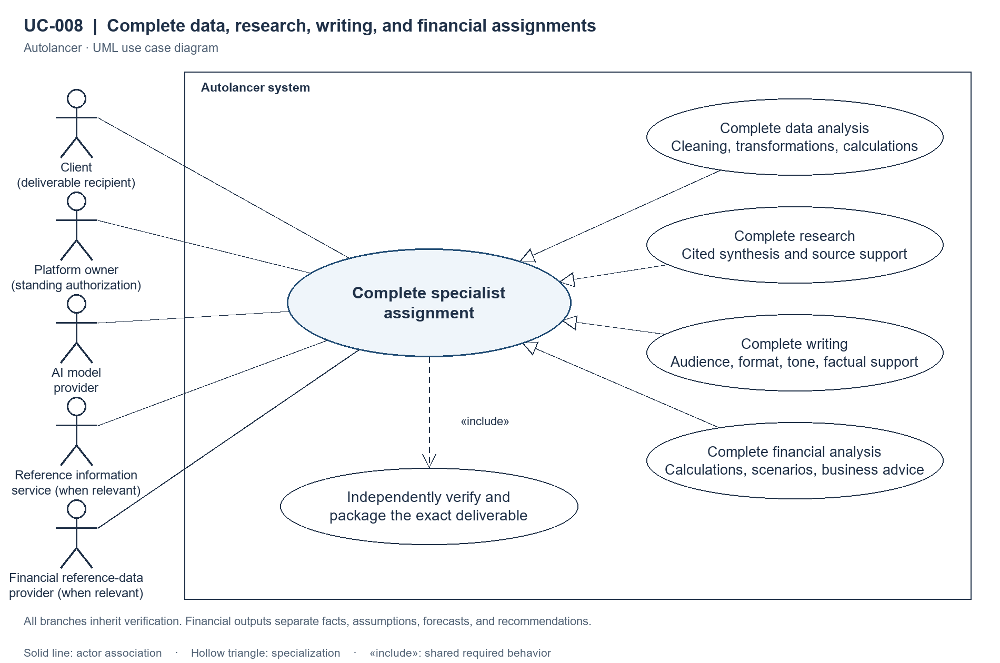 UC-008 | Complete data, research, writing, and financial assignments
Autolancer · UML use case diagram
Autolancer system
Client
(deliverable recipient)
Platform owner
(standing authorization)
AI model
provider
Reference information
service (when relevant)
Financial reference-data
provider (when relevant)
Complete specialist
assignment
«include»
Independently verify and
package the exact deliverable
Complete data analysis
Cleaning, transformations, calculations
Complete research
Cited synthesis and source support
Complete writing
Audience, format, tone, factual support
Complete financial analysis
Calculations, scenarios, business advice
All branches inherit verification. Financial outputs separate facts, assumptions, forecasts, and recommendations.
Solid line: actor association · Hollow triangle: specialization · «include»: shared required behavior